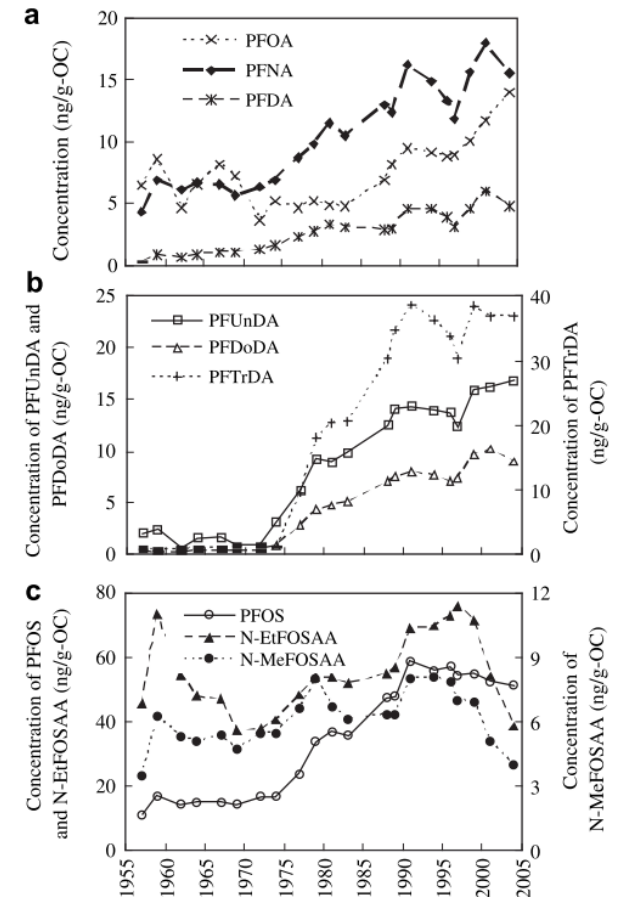 a
20
15
10
5
0
Concentration (ng/g-OC)
PFOA
PFNA
PFDA
b
25
20
15
10
5
0
40
30
20
10
0
Concentration of PFUnDA and
PFDoDA (ng/g-OC)
Concentration of PFTrDA
(ng/g-OC)
PFUnDA
PFDoDA
PFTrDA
c
80
60
40
20
0
12
9
6
3
0
Concentration of PFOS
and N-EtFOSAA (ng/g-OC)
Concentration of
N-MeFOSAA (ng/g-OC)
PFOS
N-EtFOSAA
N-MeFOSAA
1955
1960
1965
1970
1975
1980
1985
1990
1995
2000
2005